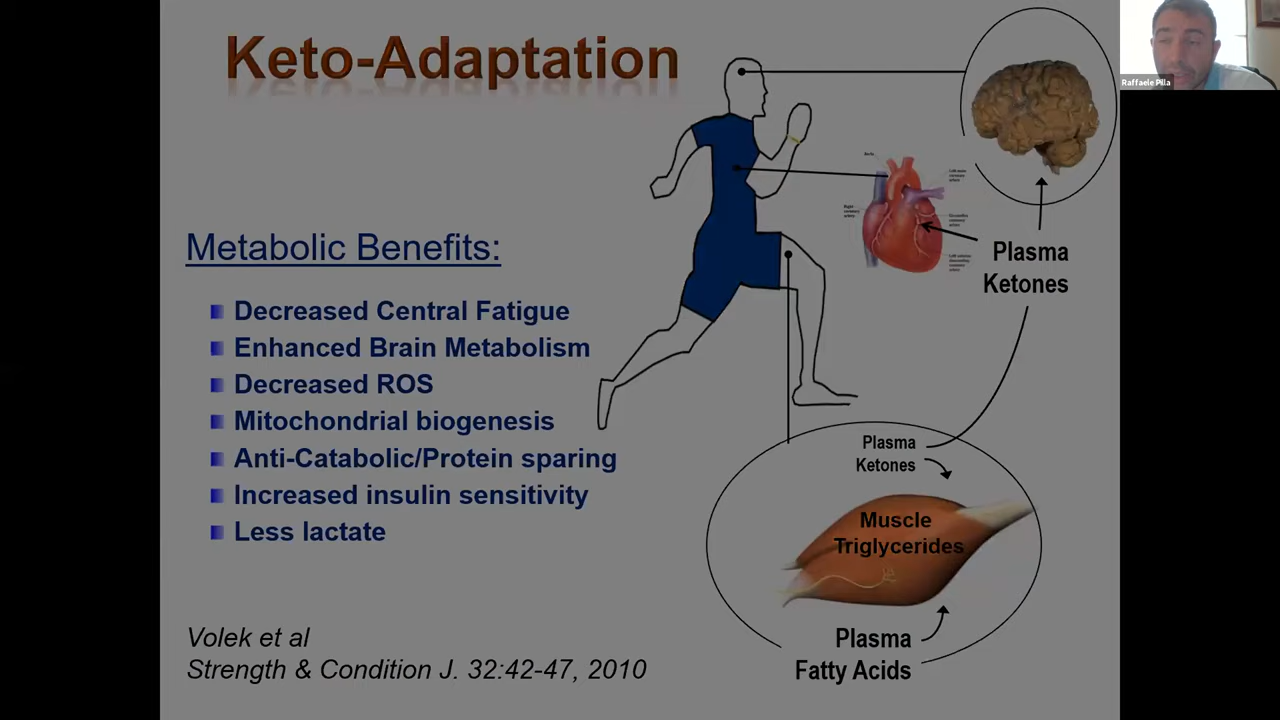 Keto-Adaptation
Raffaele Pilla
Metabolic Benefits:
Decreased Central Fatigue
Enhanced Brain Metabolism
Decreased ROS
Mitochondrial biogenesis
Anti-Catabolic/Protein sparing
Increased insulin sensitivity
Less lactate
Volek et al
Strength & Condition J. 32:42-47, 2010
Plasma
Ketones
Plasma
Ketones
Muscle
Triglycerides
Plasma
Fatty Acids